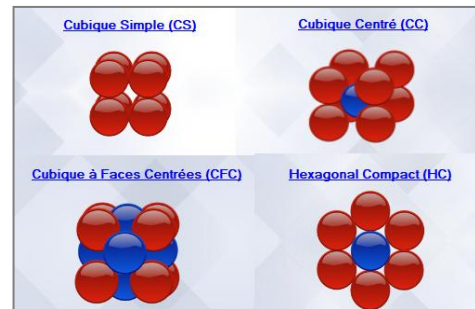 Cubique Simple (CS)
Cubique Centré (CC)
Cubique à Faces Centrées (CFC)
Hexagonal Compact (HC)